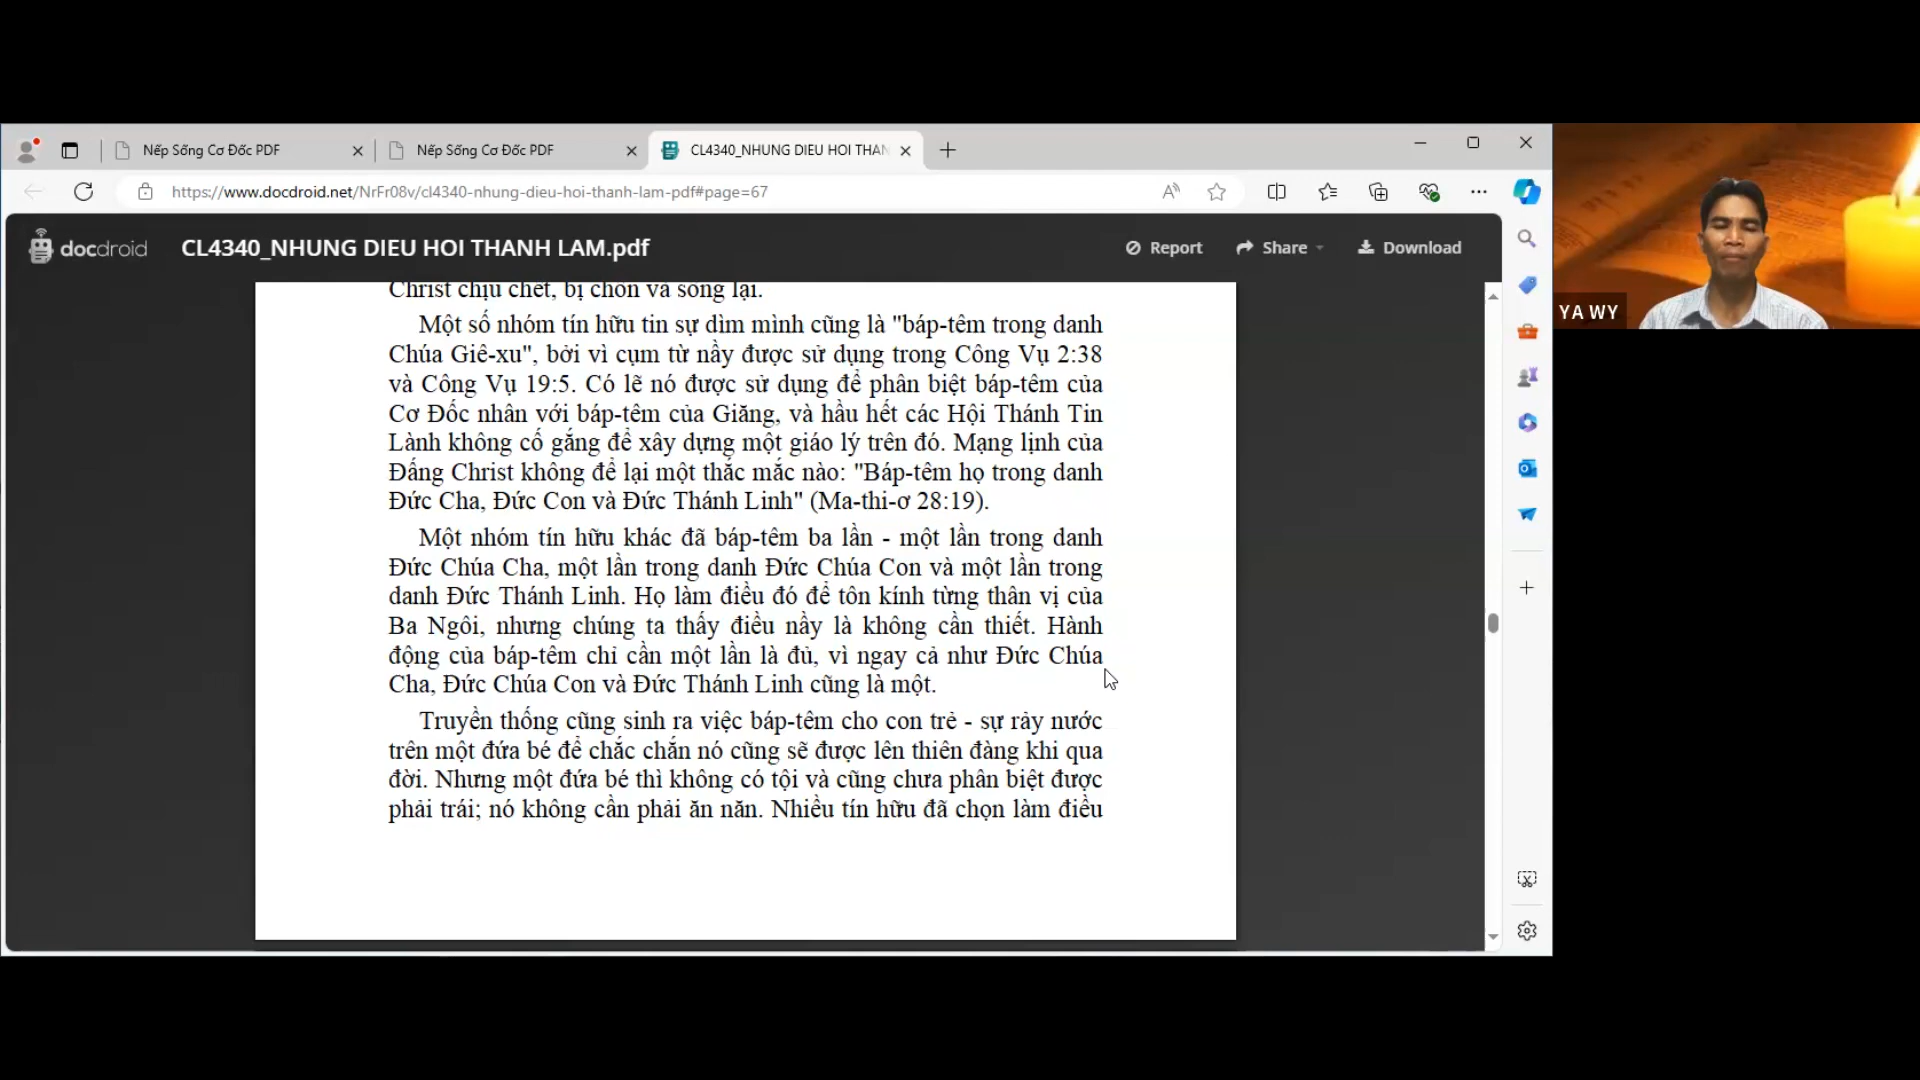 Nếp Sống Cơ Đốc PDF
Nếp Sống Cơ Đốc PDF
CL4340_NHUNG DIEU HOI THAN
https://www.docdroid.net/NrFr08v/cl4340-nhung-dieu-hoi-thanh-lam-pdf#page=67
docdroid
CL4340_NHUNG DIEU HOI THANH LAM.pdf
Report
Share
Download
Christ chịu chết, bị chôn và sống lại.
Một số nhóm tín hữu tin sự dìm mình cũng là "báp-têm trong danh
Chúa Giê-xu", bởi vì cụm từ nầy được sử dụng trong Công Vụ 2:38
và Công Vụ 19:5. Có lẽ nó được sử dụng để phân biệt báp-têm của
Cơ Đốc nhân với báp-têm của Giăng, và hầu hết các Hội Thánh Tin
Lành không cố gắng để xây dựng một giáo lý trên đó. Mạng lịnh của
Đấng Christ không để lại một thắc mắc nào: "Báp-têm họ trong danh
Đức Cha, Đức Con và Đức Thánh Linh" (Ma-thi-ơ 28:19).
Một nhóm tín hữu khác đã báp-têm ba lần - một lần trong danh
Đức Chúa Cha, một lần trong danh Đức Chúa Con và một lần trong
danh Đức Thánh Linh. Họ làm điều đó để tôn kính từng thân vị của
Ba Ngôi, nhưng chúng ta thấy điều nầy là không cần thiết. Hành
động của báp-têm chỉ cần một lần là đủ, vì ngay cả như Đức Chúa
Cha, Đức Chúa Con và Đức Thánh Linh cũng là một.
Truyền thống cũng sinh ra việc báp-têm cho con trẻ - sự rảy nước
trên một đứa bé để chắc chắn nó cũng sẽ được lên thiên đàng khi qua
đời. Nhưng một đứa bé thì không có tội và cũng chưa phân biệt được
phải trái; nó không cần phải ăn năn. Nhiều tín hữu đã chọn làm điều
YA WY